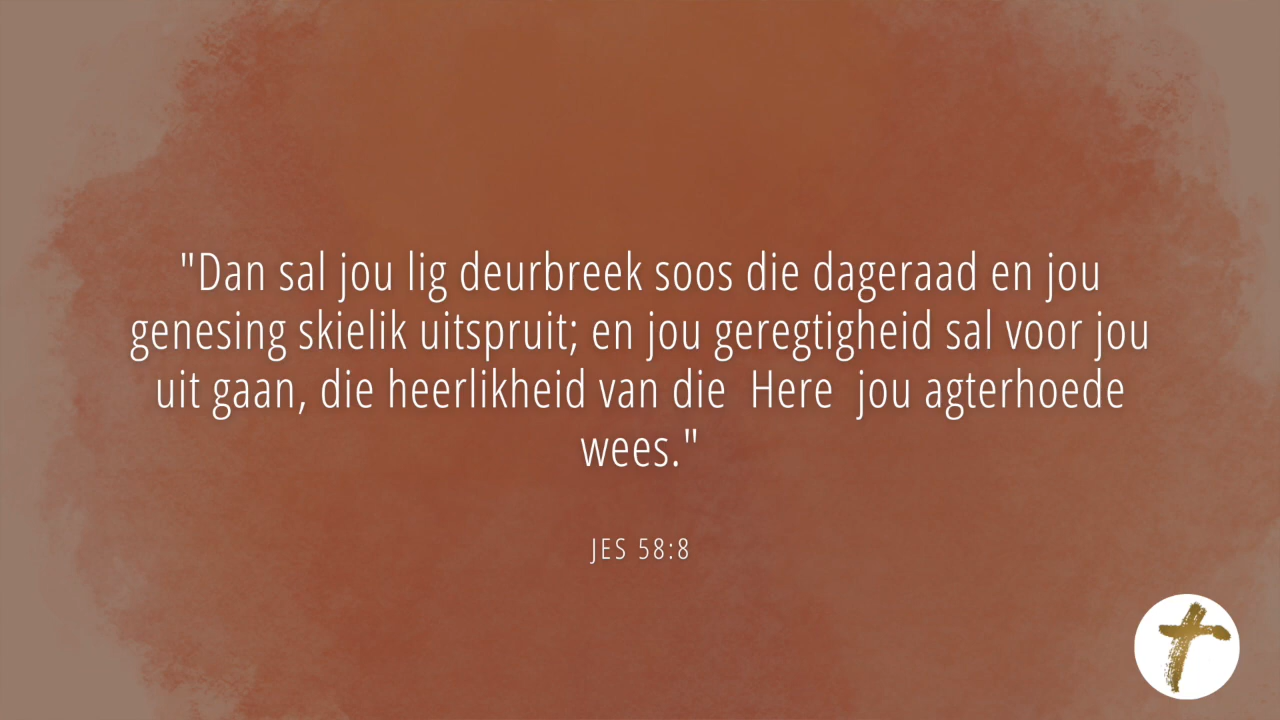 "Dan sal jou lig deurbreek soos die dageraad en jou
genesing skielik uitspruit; en jou geregtigheid sal voor jou
uit gaan, die heerlikheid van die  Here  jou agterhoede
wees."
JES 58:8